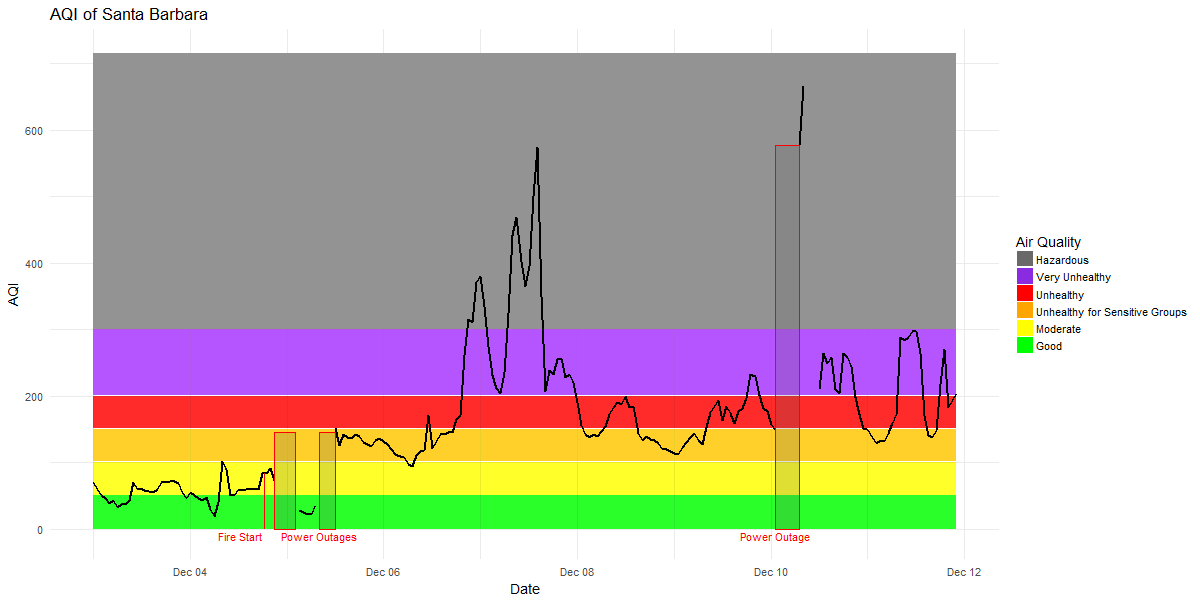 AQI of Santa Barbara
AQI
600
400
200
0
Fire Start
Power Outages
Power Outage
Dec 04
Dec 06
Dec 08
Dec 10
Dec 12
Date
Air Quality
Hazardous
Very Unhealthy
Unhealthy
Unhealthy for Sensitive Groups
Moderate
Good